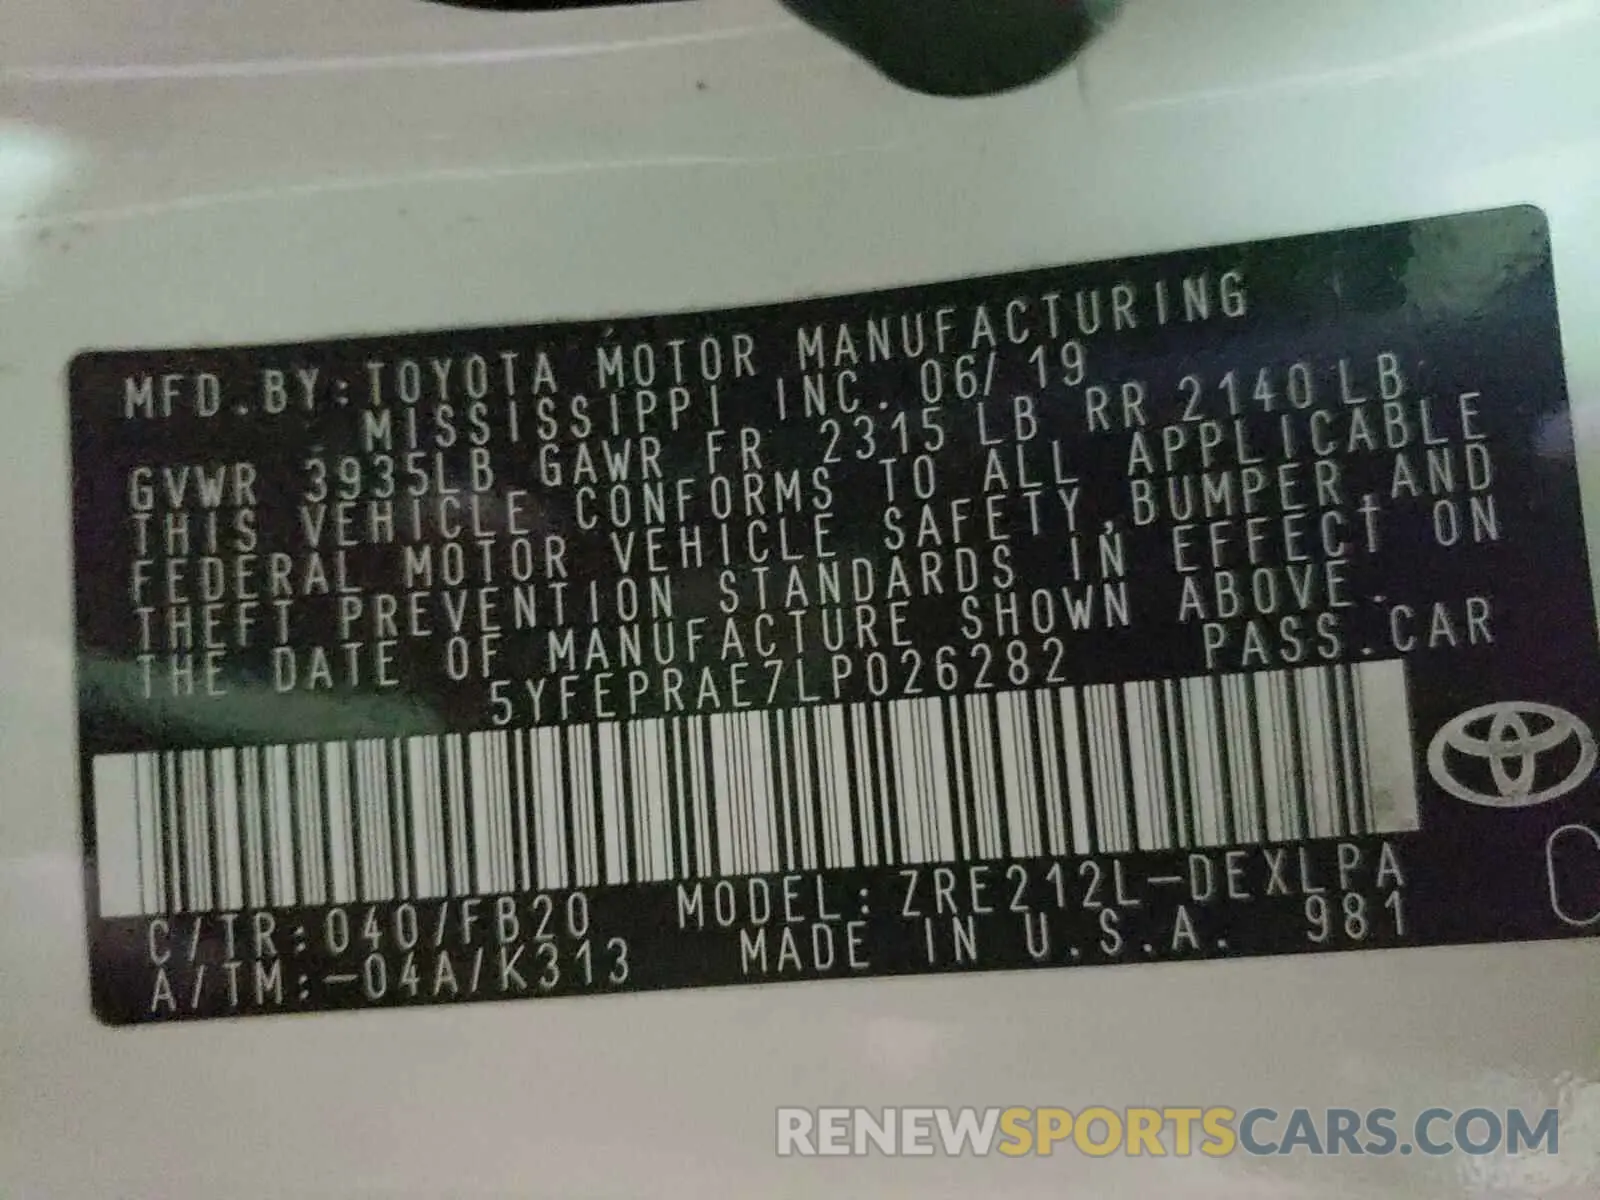 MFD.BY:TOYOTA MOTOR MANUFACTURING
MISSISSIPPI INC. 06/19
GVWR 3935LB GAWR FR 2315LB RR 2140LB
THIS VEHICLE CONFORMS TO ALL APPLICABLE
FEDERAL MOTOR VEHICLE SAFETY,BUMPER,AND
THEFT PREVENTION STANDARDS IN EFFECT ON
THE DATE OF MANUFACTURE SHOWN ABOVE.
5YFEPRAE7LP026282 PASS.CAR
C/TR:040/FB20 MODEL:ZRE212L-DEXLPA
A/TM:-04A/K313 MADE IN U.S.A. 981
RENEWSPORTSCARS.COM